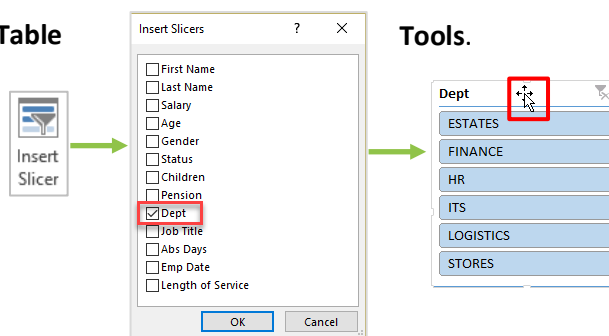 Table
Tools.
Insert
Slicer
Insert Slicers
?
First Name
Last Name
Salary
Age
Gender
Status
Children
Pension
Dept
Job Title
Abs Days
Emp Date
Length of Service
OK
Cancel
Dept
ESTATES
FINANCE
HR
ITS
LOGISTICS
STORES